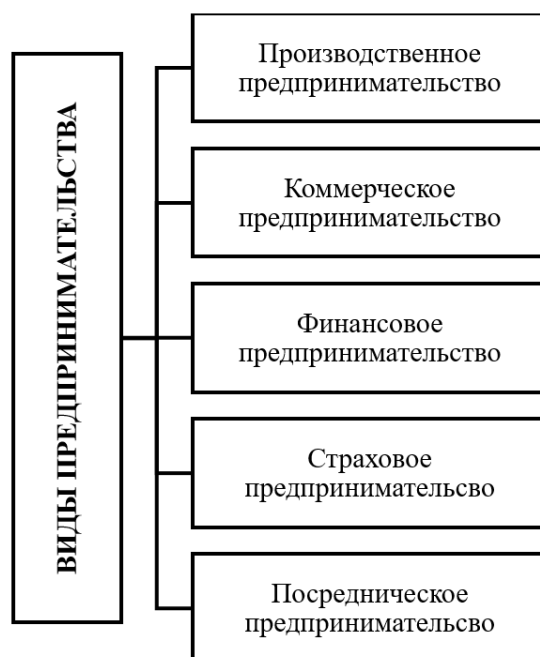 ВИДЫ ПРЕДПРИНИМАТЕЛЬСТВА
Производственное
предпринимательство
Коммерческое
предпринимательство
Финансовое
предпринимательство
Страховое
предпринимательсво
Посредническое
предпринимательсво